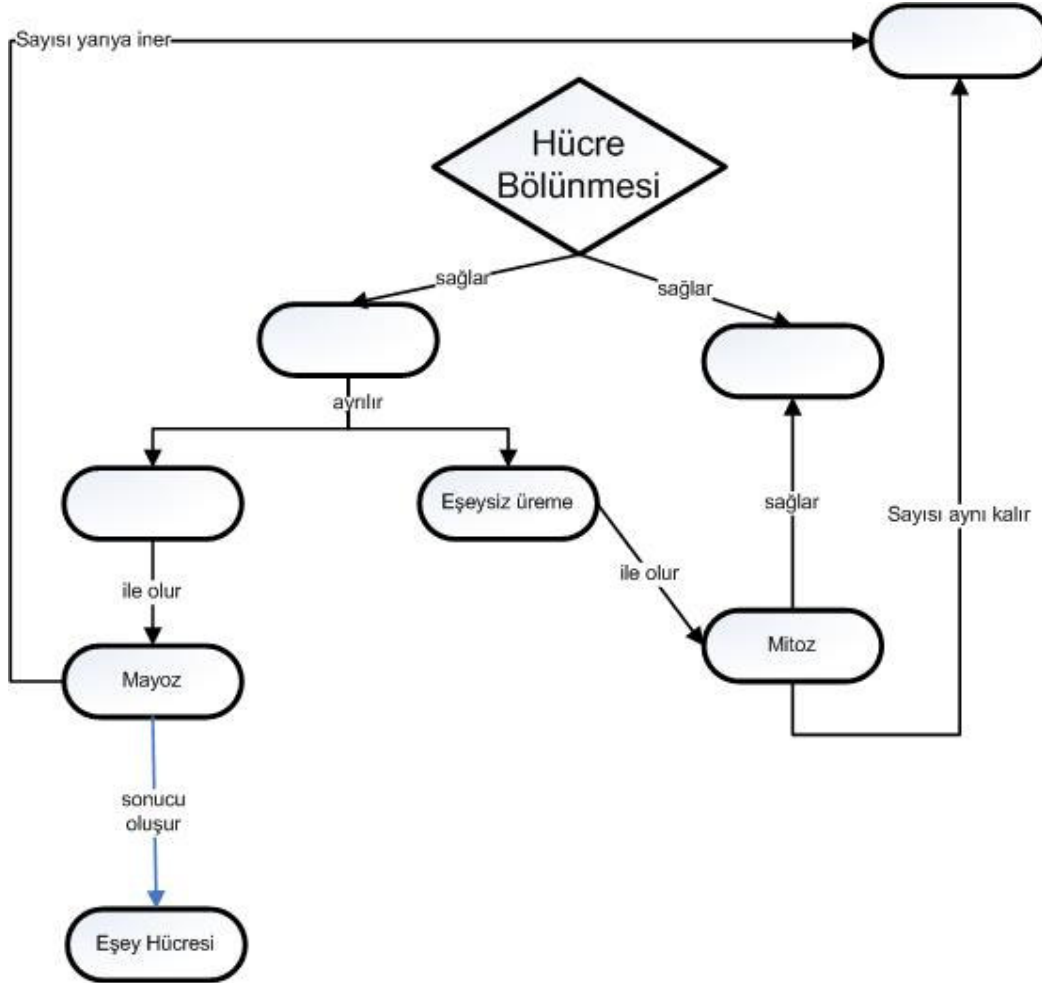 Sayısı yarıya iner
Hücre
Bölünmesi
sağlar
sağlar
ayrılır
Eşeysiz üreme
sağlar
Sayısı aynı kalır
ile olur
ile olur
Mitoz
Mayoz
sonucu
oluşur
Eşey Hücresi